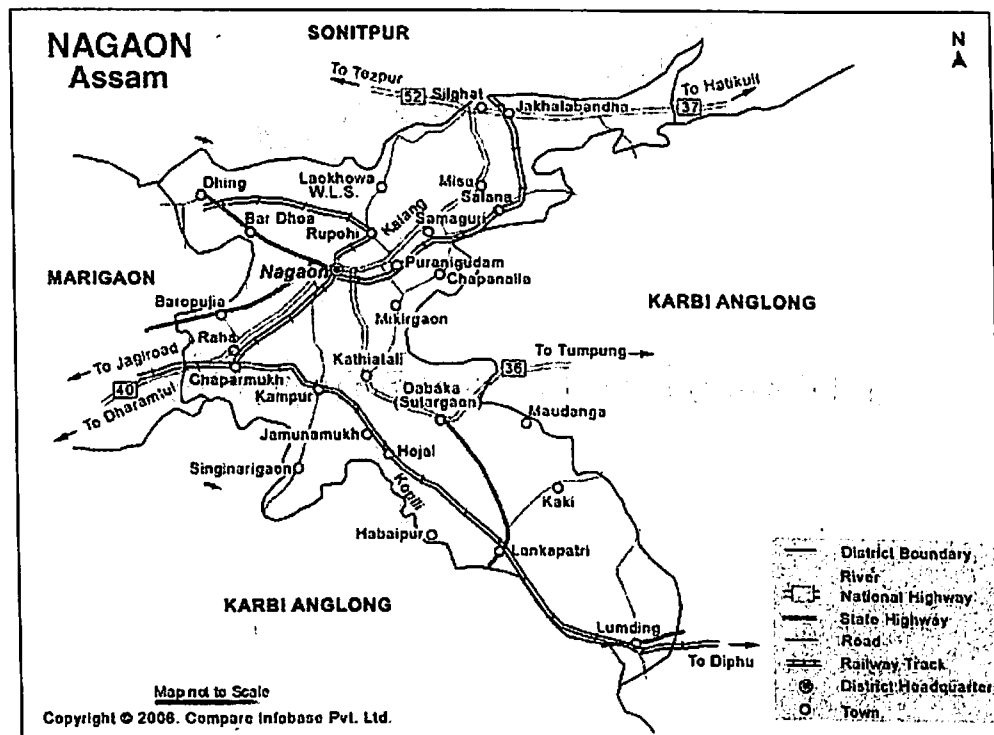 NAGAON
Assam
SONITPUR
N
To Tezpur
52
Silghat
Jakhalabandha
To Hatikuli
37
Dhing
Laokhowa
W.L.S.
Misa
Salana
Bar Dhoa
Rupohi
Kalang
Samaguri
Nagaon
Puranigudam
Chapanalla
MARIGAON
KARBI ANGLONG
Baropujia
Mikirgaon
Raha
To Jagiroad
Kathiatali
To Tumpung
36
40
Chaparmukh
To Dharamtul
Kampur
Dabaka
(Sutargaon)
Maudanga
Jamunamukh
Hojai
Singinarigaon
Kopili
Kaki
Habaipur
Lankapatri
KARBI ANGLONG
Lumding
To Diphu
District Boundary
River
National Highway
State Highway
Road
Railway Track
District Headquarter
Town
Map not to Scale
Copyright © 2006. Compare Infobase Pvt. Ltd.